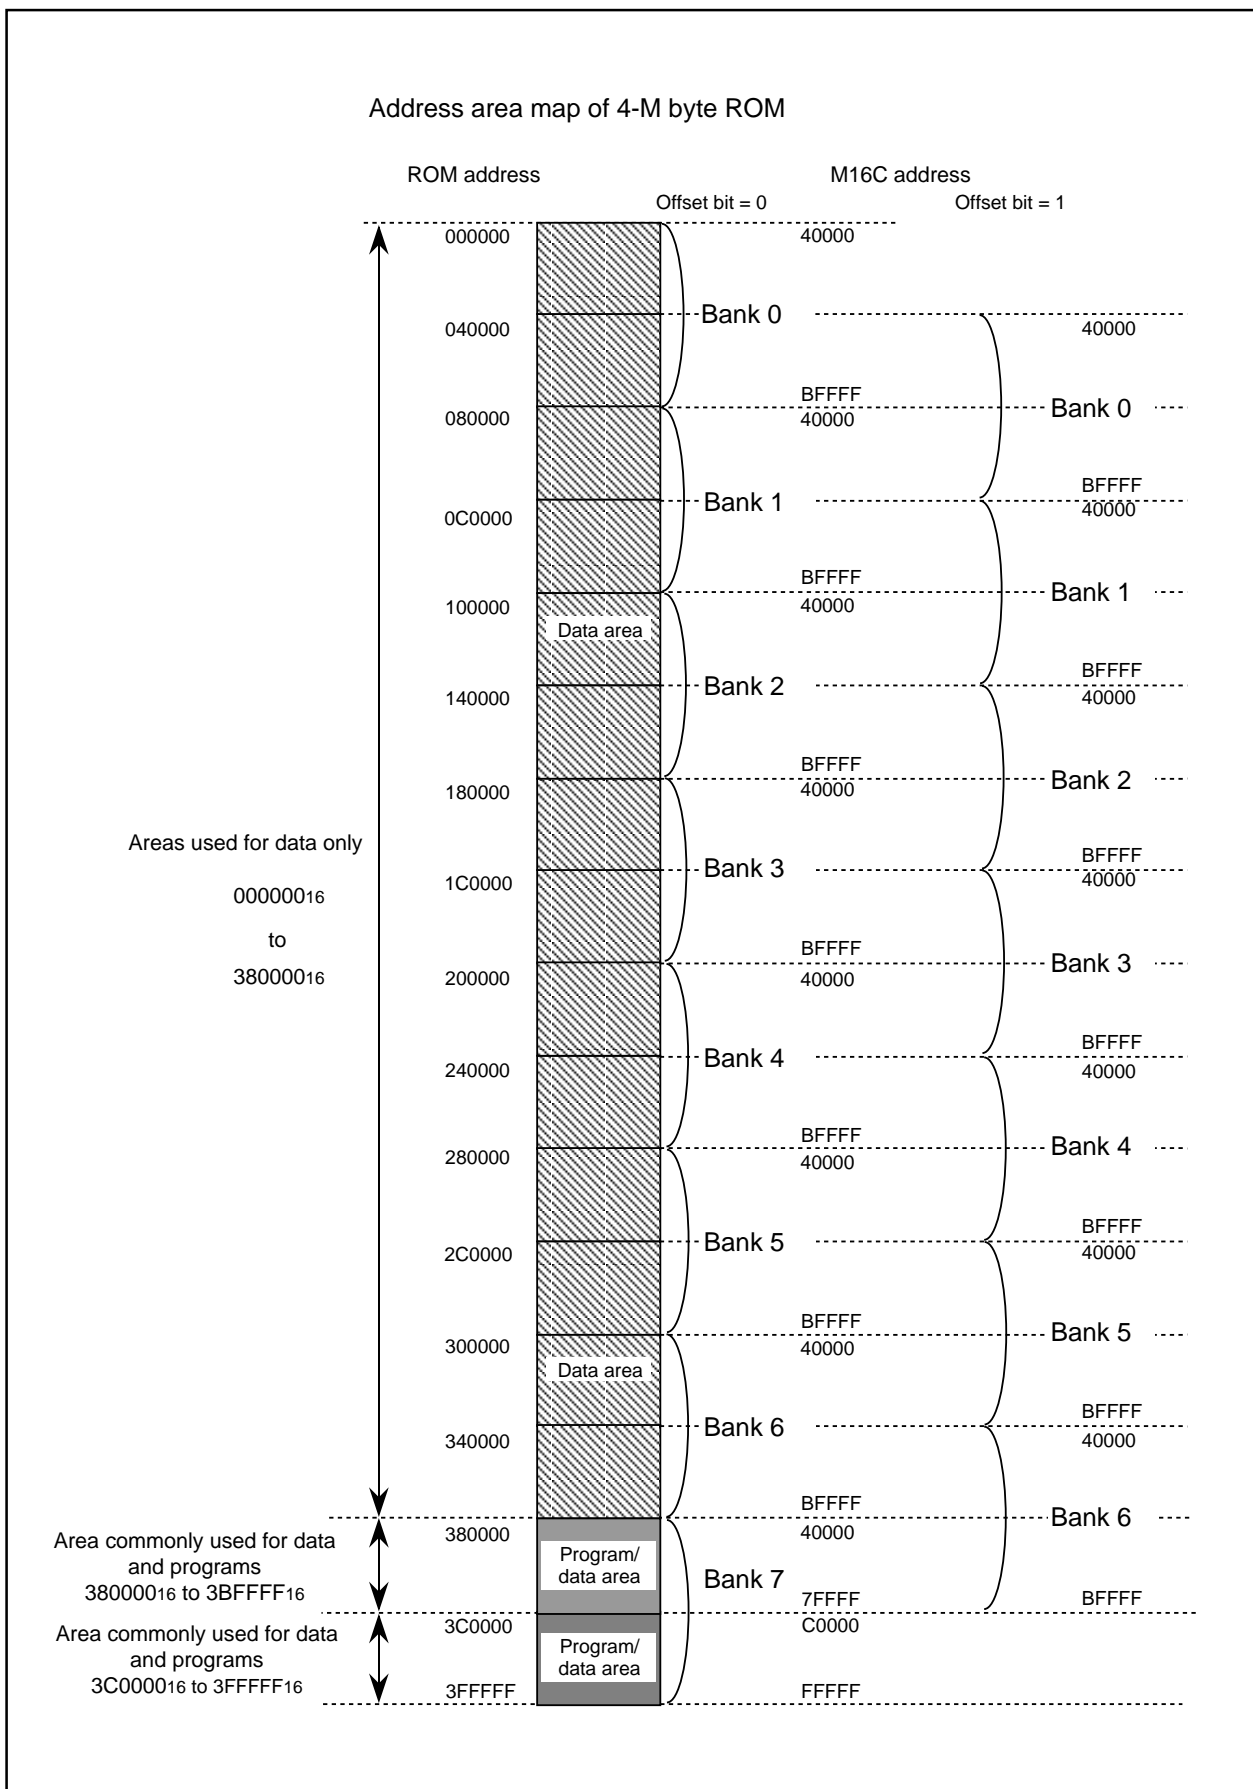 Address area map of 4-M byte ROM
ROM address
M16C address
Offset bit = 0
Offset bit = 1
000000
40000
Bank 0
040000
40000
BFFFF
Bank 0
080000
40000
BFFFF
Bank 1
0C0000
40000
BFFFF
Bank 1
100000
40000
Data area
BFFFF
Bank 2
140000
40000
BFFFF
Bank 2
180000
40000
Areas used for data only
BFFFF
Bank 3
1C0000
40000
00000016
to
38000016
BFFFF
Bank 3
200000
40000
BFFFF
Bank 4
240000
40000
BFFFF
Bank 4
280000
40000
BFFFF
Bank 5
2C0000
40000
BFFFF
Bank 5
300000
40000
Data area
BFFFF
Bank 6
340000
40000
BFFFF
Bank 6
380000
40000
Area commonly used for data
and programs
38000016 to 3BFFFF16
Program/
data area
Bank 7
7FFFF
BFFFF
3C0000
C0000
Area commonly used for data
and programs
3C000016 to 3FFFFF16
Program/
data area
3FFFFF
FFFFF